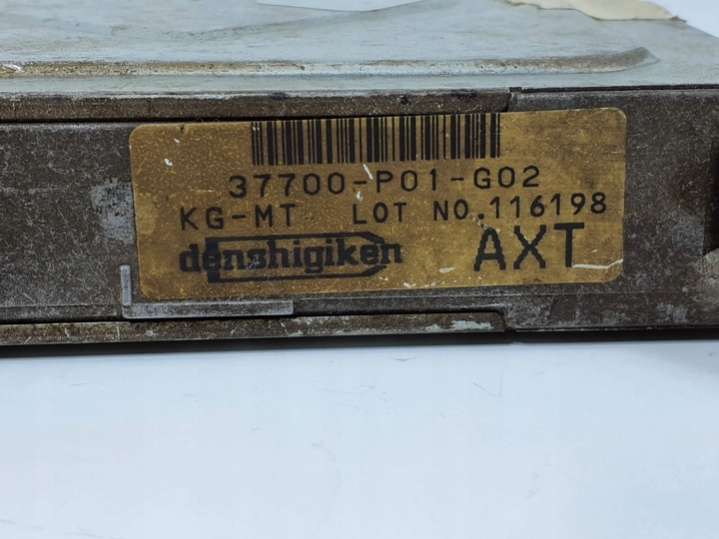 37700-P01-G02
KG-MT LOT NO.116198
denshigiken AXT